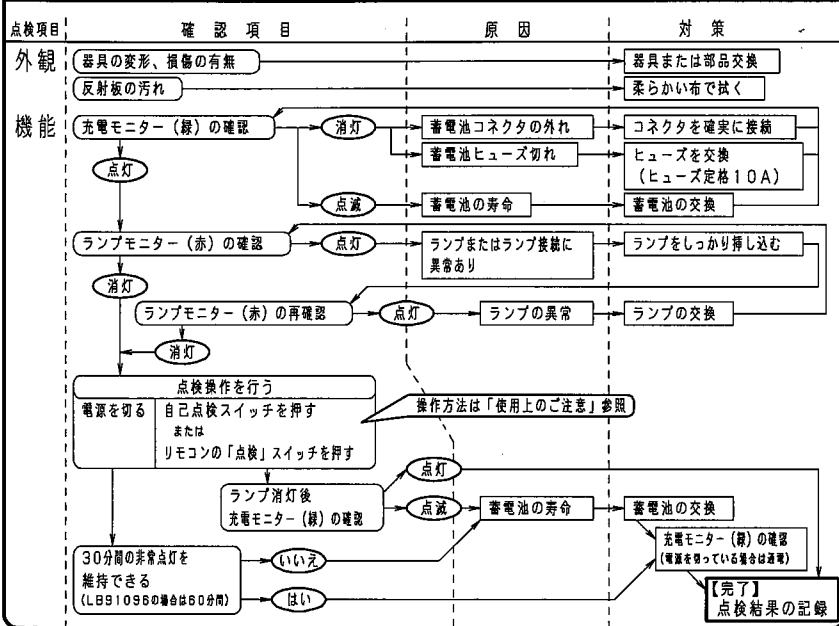 点検項目 確認項目 原因 対策
外観 器具の変形、損傷の有無 器具または部品交換
反射板の汚れ 柔らかい布で拭く
機能 充電モニター(緑)の確認 消灯 蓄電池コネクタの外れ コネクタを確実に接続
蓄電池ヒューズ切れ ヒューズを交換
(ヒューズ定格10A)
点灯
点滅 蓄電池の寿命 蓄電池の交換
ランプモニター(赤)の確認 点灯 ランプまたはランプ接続に ランプをしっかり挿し込む
異常あり
消灯
ランプモニター(赤)の再確認 点灯 ランプの異常 ランプの交換
消灯
点検操作を行う
電源を切る 自己点検スイッチを押す 操作方法は「使用上のご注意」参照
または
リモコンの「点検」スイッチを押す
点灯
ランプ消灯後
充電モニター(緑)の確認 点滅 蓄電池の寿命 蓄電池の交換
充電モニター(緑)の確認
(電源を切っている場合は通電)
30分間の非常点灯を いいえ
維持できる
(LB91096の場合は60分間) はい
【完了】
点検結果の記録